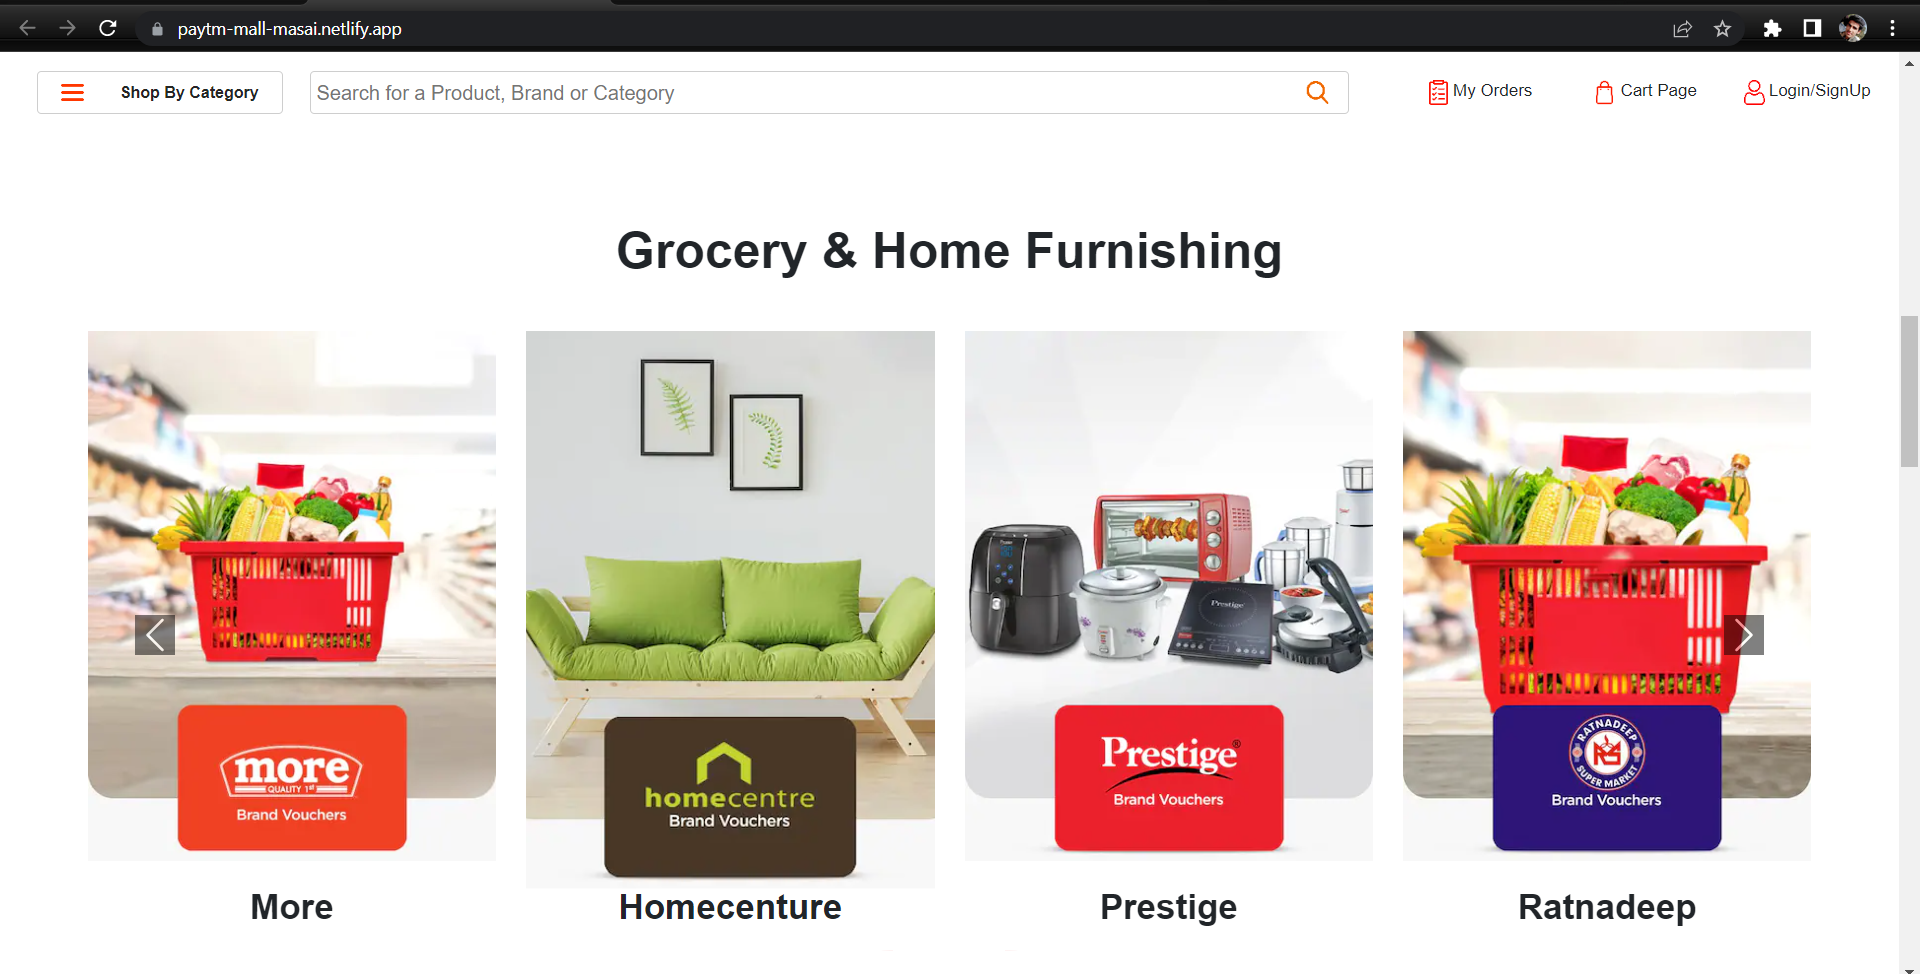 paytm-mall-masai.netlify.app
Shop By Category
Search for a Product, Brand or Category
My Orders
Cart Page
Login/SignUp
Grocery & Home Furnishing
Prestige
more
QUALITY 1st
Brand Vouchers
homecentre
Brand Vouchers
Prestige®
Brand Vouchers
RATNADEEP
SUPER MARKET
Brand Vouchers
More
Homecenture
Prestige
Ratnadeep